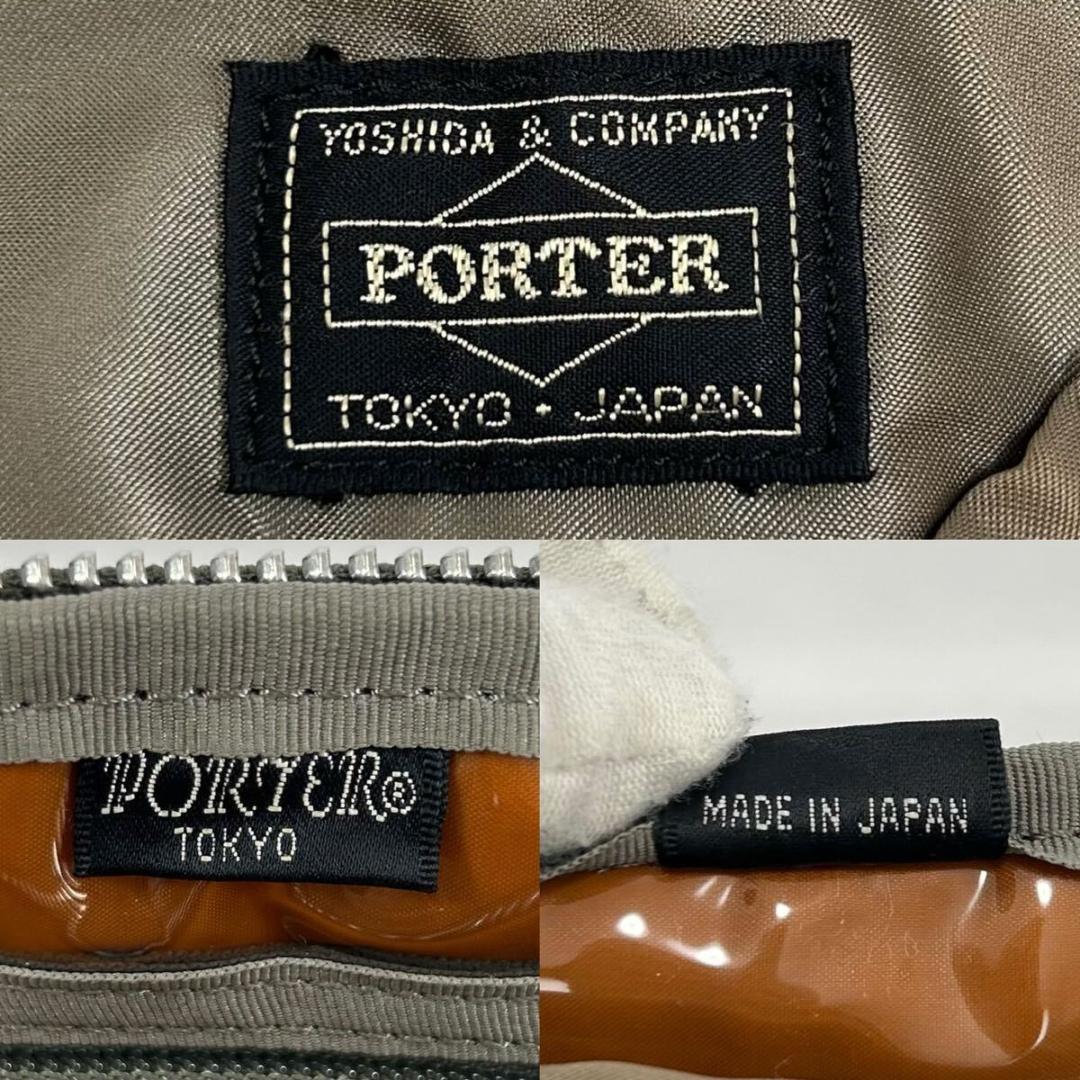 YOSHIDA & COMPANY
PORTER
TOKYO · JAPAN
PORTER®
TOKYO
MADE IN JAPAN